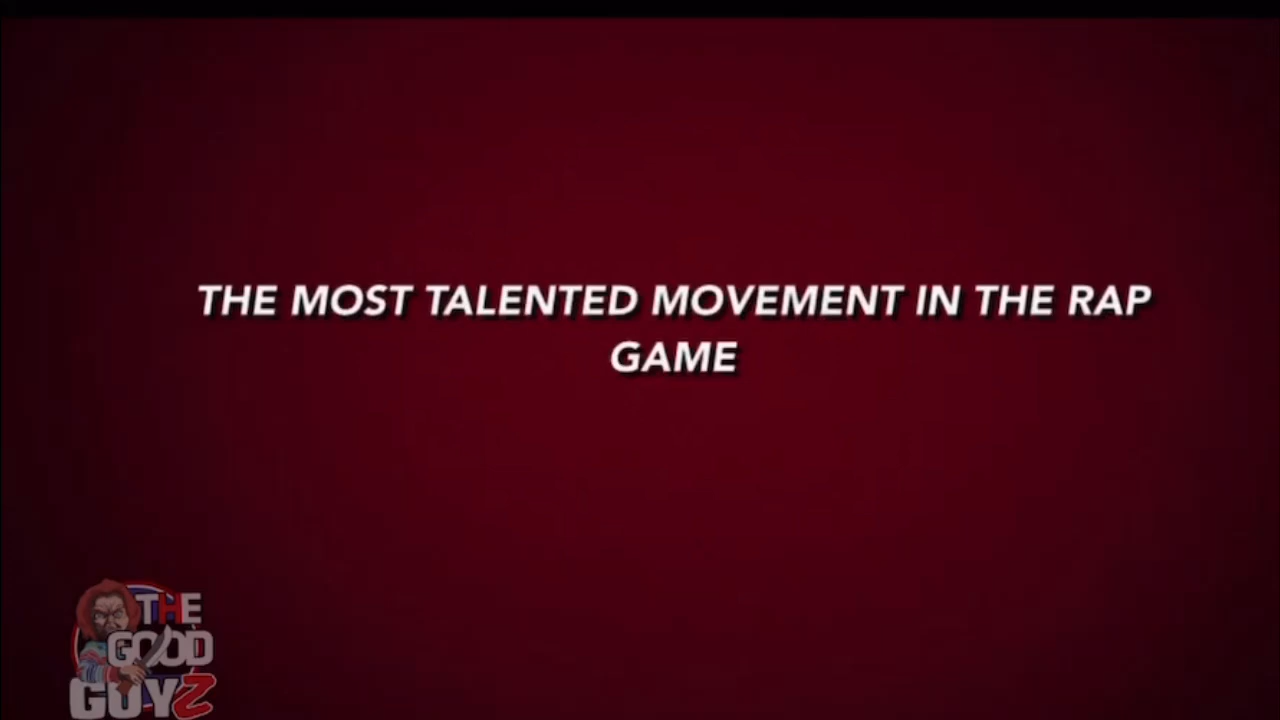 THE MOST TALENTED MOVEMENT IN THE RAP
GAME
THE
GOOD
GUYZ